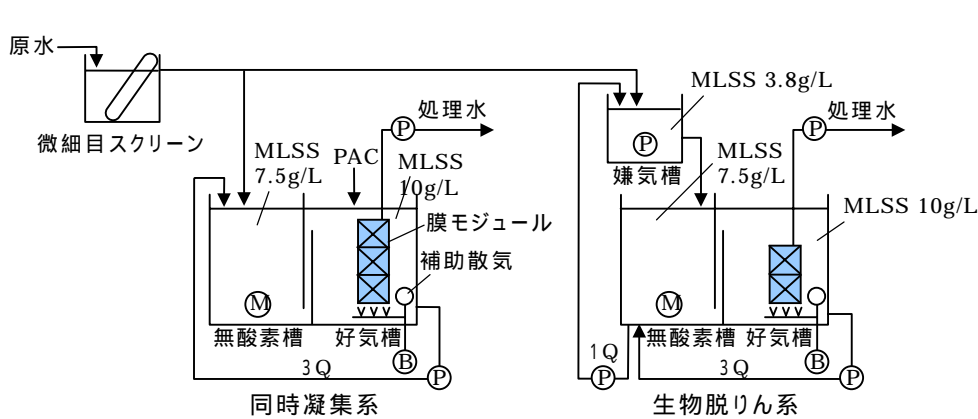 原水
微細目スクリーン
MLSS
7.5g/L
PAC
MLSS
10g/L
P
処理水
膜モジュール
補助散気
M
無酸素槽
好気槽
B
3Q
P
同時凝集系
MLSS 3.8g/L
P
嫌気槽
MLSS
7.5g/L
P
処理水
MLSS 10g/L
M
無酸素槽
好気槽
1Q
P
3Q
B
P
生物脱りん系